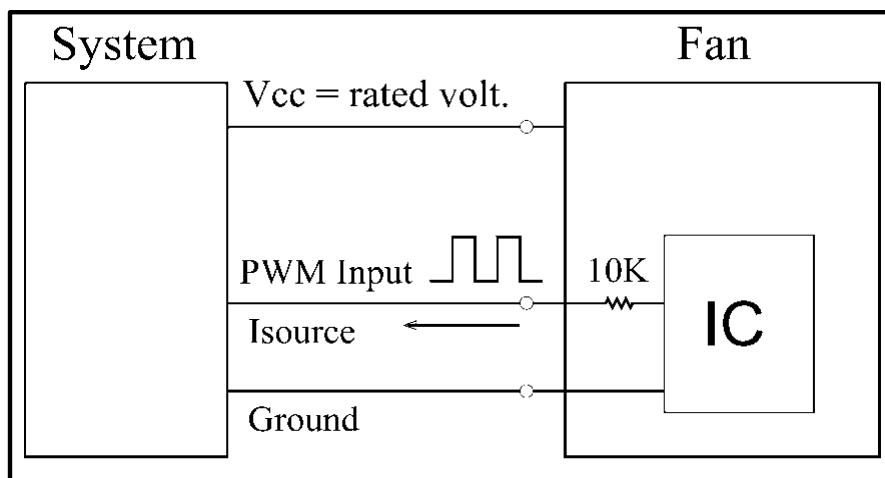 System
Fan
Vcc = rated volt.
PWM Input
10K
IC
Isource
Ground